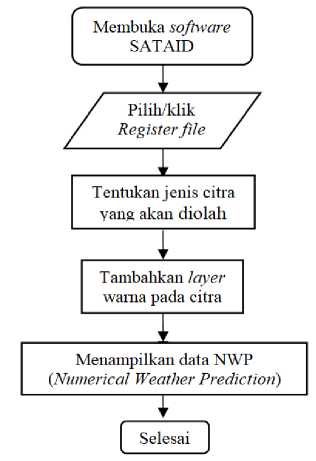 Membuka software
SATAID
Pilih/klik
Register file
Tentukan jenis citra
yang akan diolah
Tambahkan layer
warna pada citra
Menampilkan data NWP
(Numerical Weather Prediction)
Selesai